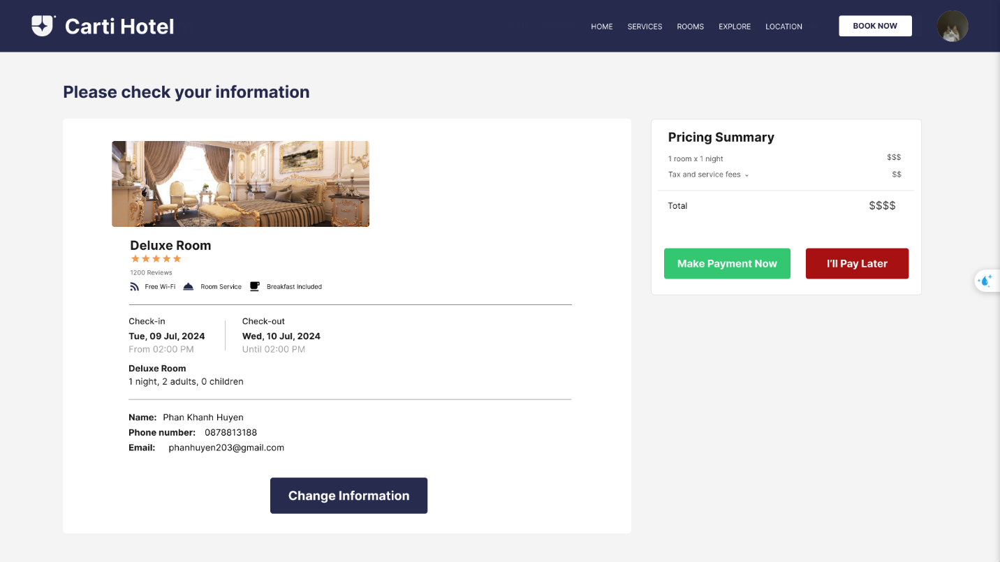 Carti Hotel
HOME SERVICES ROOMS EXPLORE LOCATION BOOK NOW
Please check your information
Deluxe Room
1200 Reviews
Free Wi-Fi Room Service Breakfast Included
Check-in Check-out
Tue, 09 Jul, 2024 Wed, 10 Jul, 2024
From 02:00 PM Until 02:00 PM
Deluxe Room
1 night, 2 adults, 0 children
Name: Phan Khanh Huyen
Phone number: 0878813188
Email: phanhuyen203@gmail.com
Change Information
Pricing Summary
1 room x 1 night $$$
Tax and service fees $$
Total $$$$
Make Payment Now I'll Pay Later